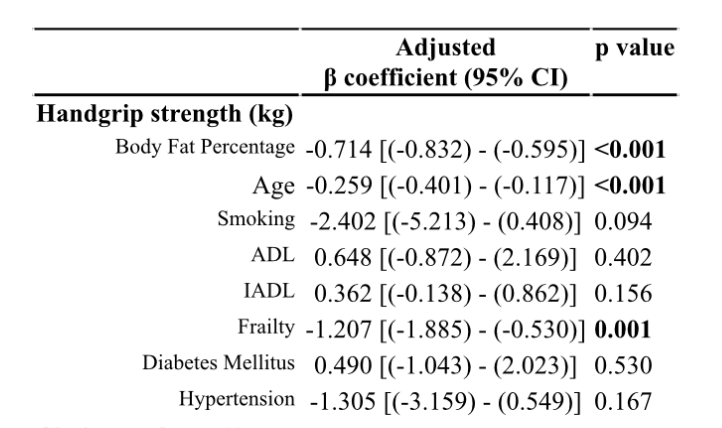 Adjusted p value
β coefficient (95% CI)
Handgrip strength (kg)
Body Fat Percentage -0.714 [(-0.832) - (-0.595)] <0.001
Age -0.259 [(-0.401) - (-0.117)] <0.001
Smoking -2.402 [(-5.213) - (0.408)] 0.094
ADL 0.648 [(-0.872) - (2.169)] 0.402
IADL 0.362 [(-0.138) - (0.862)] 0.156
Frailty -1.207 [(-1.885) - (-0.530)] 0.001
Diabetes Mellitus 0.490 [(-1.043) - (2.023)] 0.530
Hypertension -1.305 [(-3.159) - (0.549)] 0.167